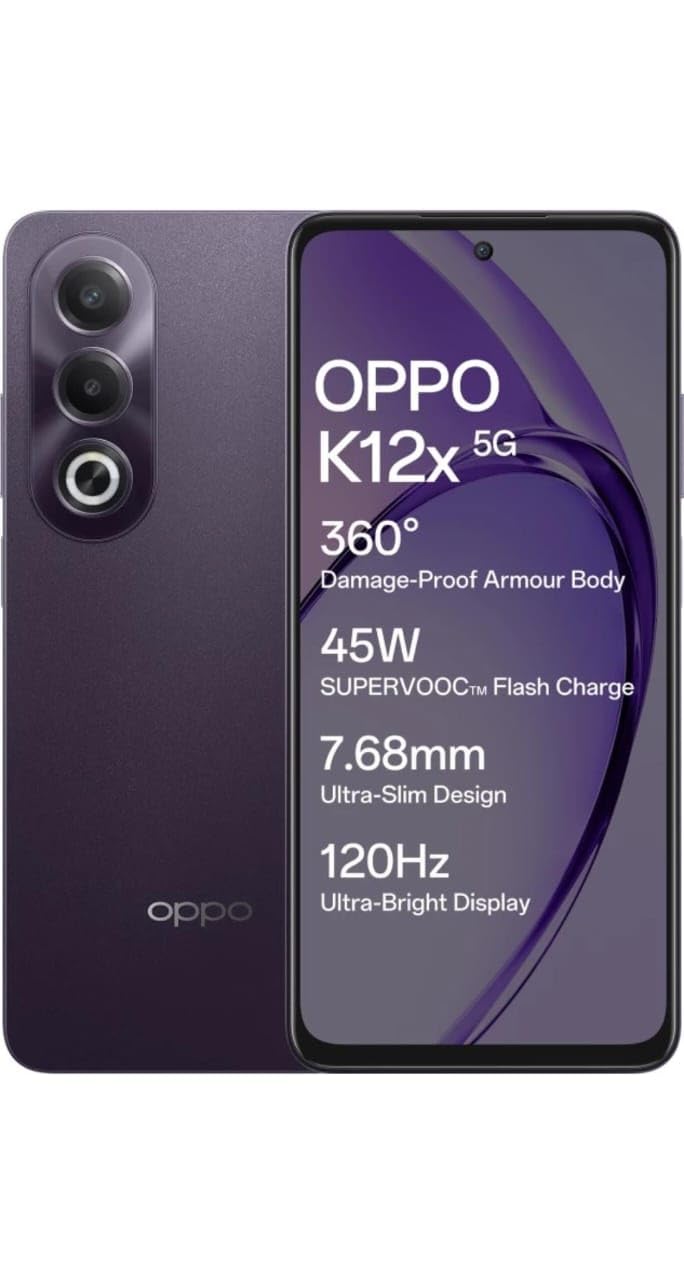 OPPO
K12x 5G
360°
Damage-Proof Armour Body
45W
SUPERVOOC™ Flash Charge
7.68mm
Ultra-Slim Design
120Hz
Ultra-Bright Display
oppo